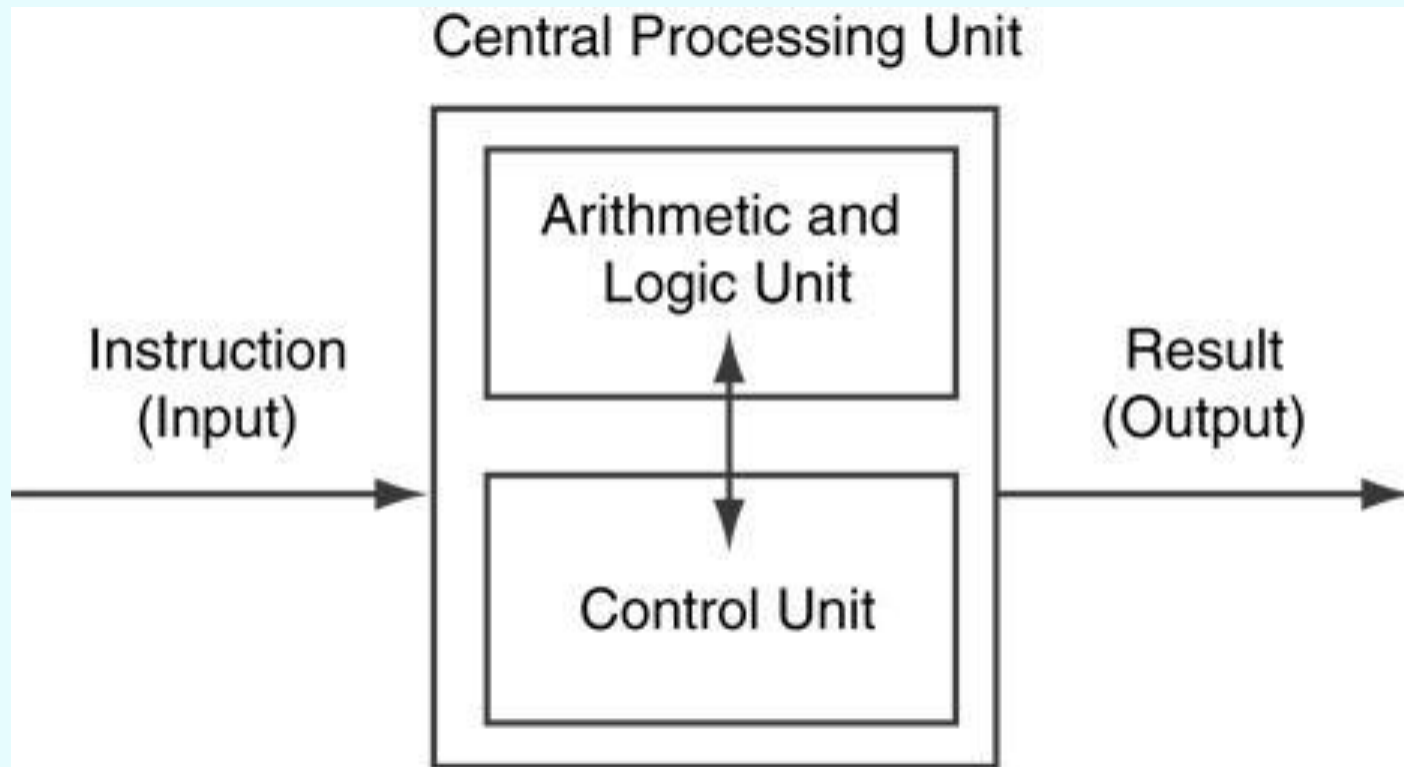 Central Processing Unit
Arithmetic and
Logic Unit
Instruction
(Input)
Result
(Output)
Control Unit